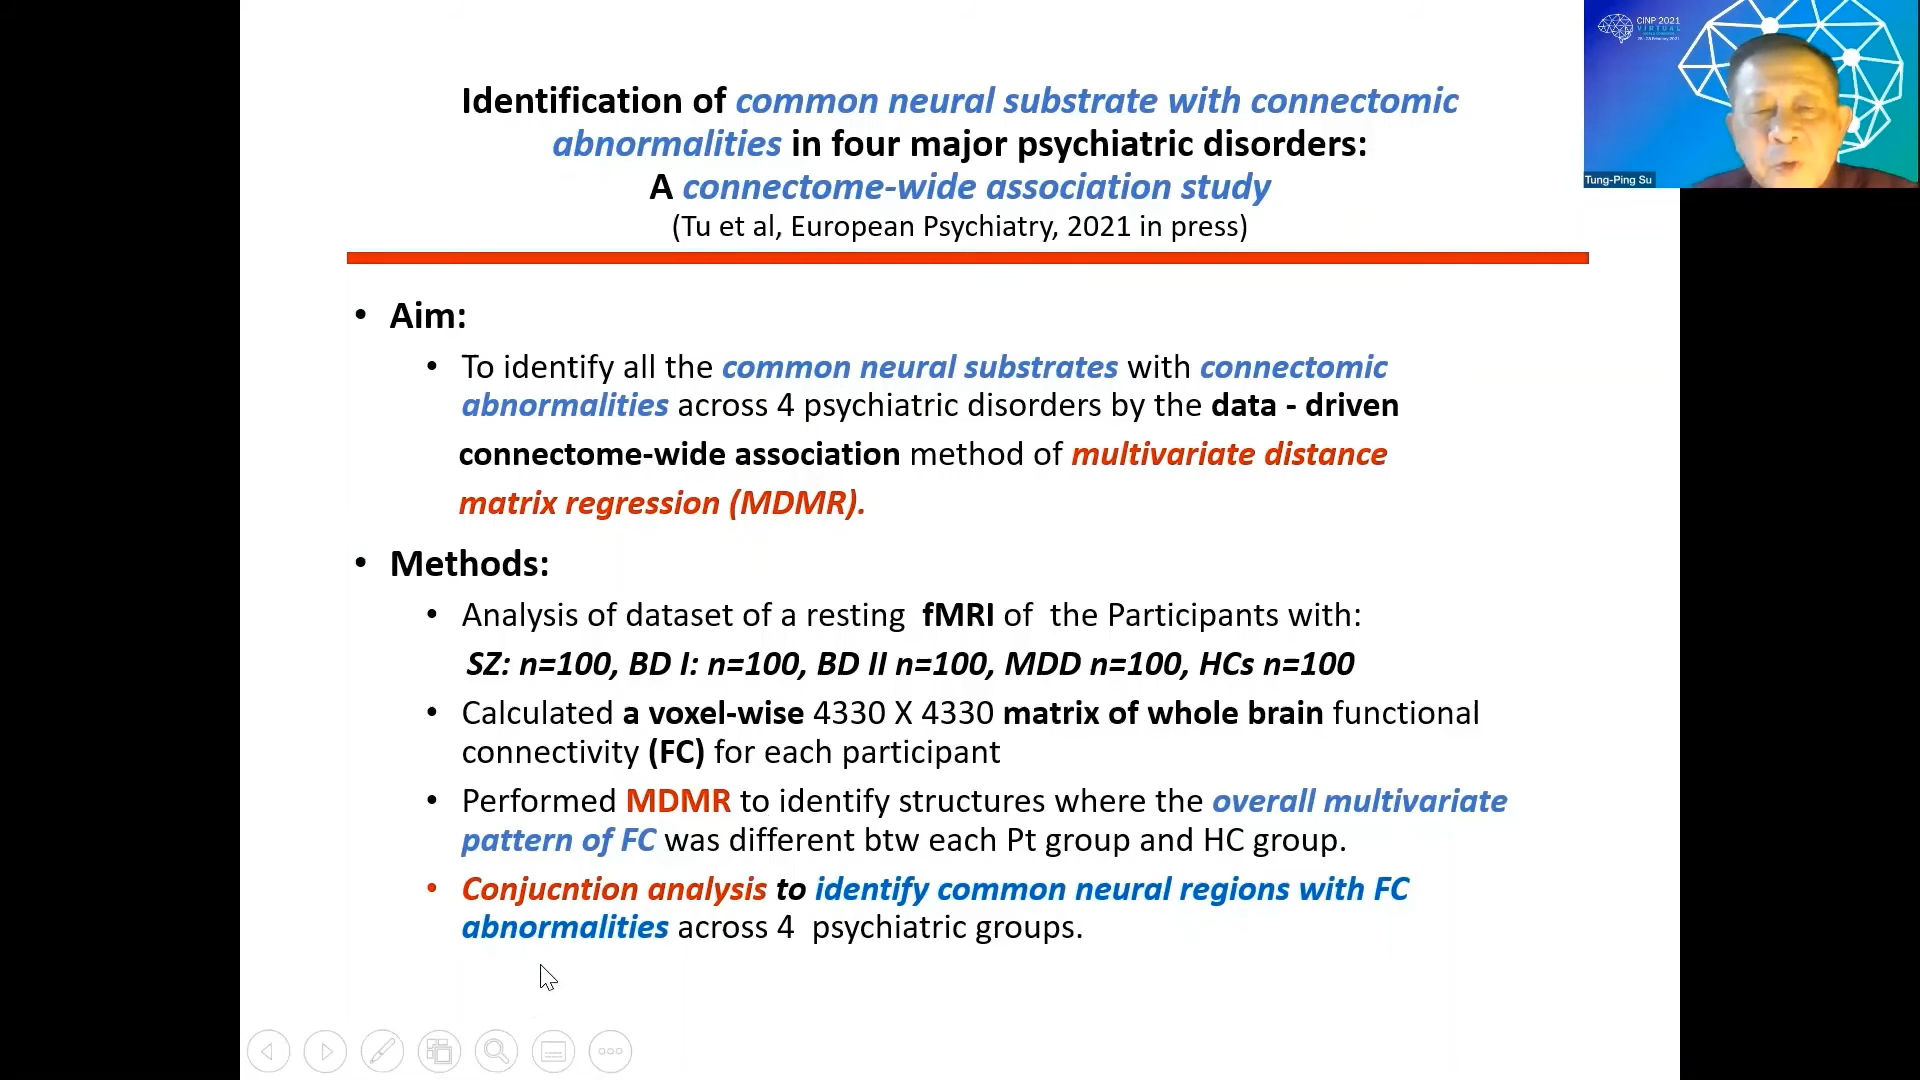 Identification of common neural substrate with connectomic
abnormalities in four major psychiatric disorders:
A connectome-wide association study
(Tu et al, European Psychiatry, 2021 in press)
CINP 2021
VIRTUAL
Tung-Ping Su
• Aim:
• To identify all the common neural substrates with connectomic
abnormalities across 4 psychiatric disorders by the data - driven
connectome-wide association method of multivariate distance
matrix regression (MDMR).
• Methods:
• Analysis of dataset of a resting fMRI of the Participants with:
SZ: n=100, BD I: n=100, BD II n=100, MDD n=100, HCs n=100
• Calculated a voxel-wise 4330 X 4330 matrix of whole brain functional
connectivity (FC) for each participant
• Performed MDMR to identify structures where the overall multivariate
pattern of FC was different btw each Pt group and HC group.
• Conjucntion analysis to identify common neural regions with FC
abnormalities across 4 psychiatric groups.